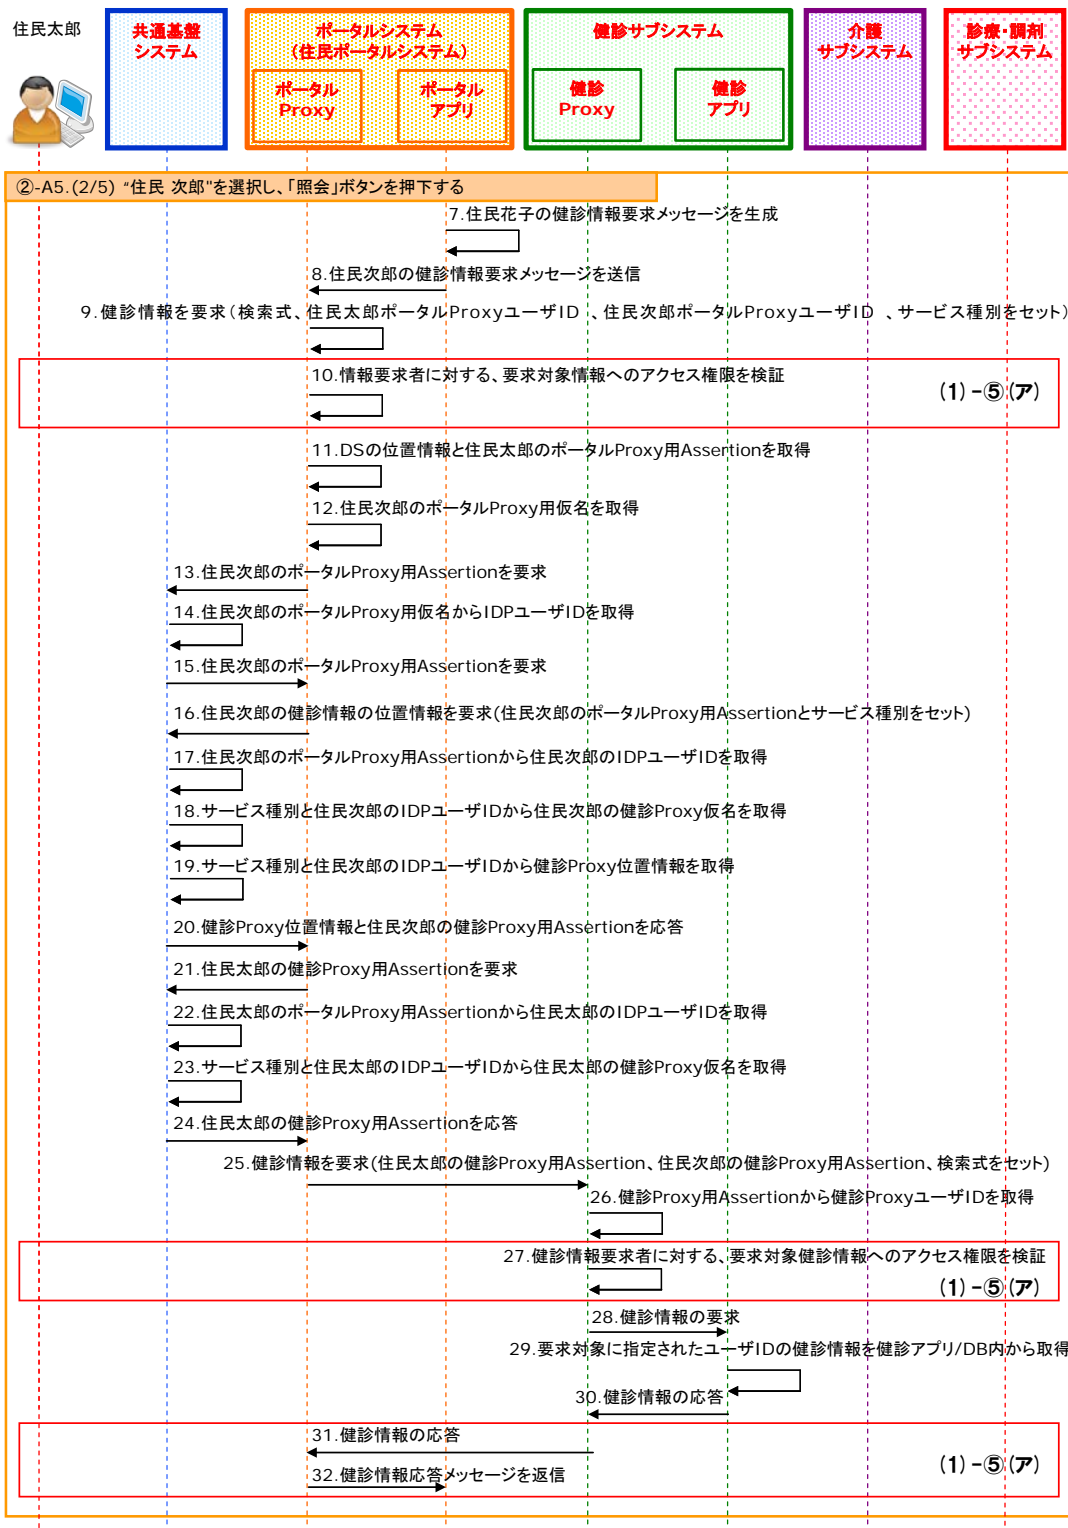 住民太郎
共通基盤
システム
ポータルシステム
(住民ポータルシステム)
ポータル
Proxy
ポータル
アプリ
健診サブシステム
健診
Proxy
健診
アプリ
介護
サブシステム
診療・調剤
サブシステム
②-A5.(2/5) “住民 次郎"を選択し、「照会」ボタンを押下する
7.住民花子の健診情報要求メッセージを生成
8.住民次郎の健診情報要求メッセージを送信
9.健診情報を要求(検索式、住民太郎ポータルProxyユーザID 、住民次郎ポータルProxyユーザID 、サービス種別をセット)
10.情報要求者に対する、要求対象情報へのアクセス権限を検証
(1)-⑤(ア)
11.DSの位置情報と住民太郎のポータルProxy用Assertionを取得
12.住民次郎のポータルProxy用仮名を取得
13.住民次郎のポータルProxy用Assertionを要求
14.住民次郎のポータルProxy用仮名からIDPユーザIDを取得
15.住民次郎のポータルProxy用Assertionを要求
16.住民次郎の健診情報の位置情報を要求(住民次郎のポータルProxy用Assertionとサービス種別をセット)
17.住民次郎のポータルProxy用Assertionから住民次郎のIDPユーザIDを取得
18.サービス種別と住民次郎のIDPユーザIDから住民次郎の健診Proxy仮名を取得
19.サービス種別と住民次郎のIDPユーザIDから健診Proxy位置情報を取得
20.健診Proxy位置情報と住民次郎の健診Proxy用Assertionを応答
21.住民太郎の健診Proxy用Assertionを要求
22.住民太郎のポータルProxy用Assertionから住民太郎のIDPユーザIDを取得
23.サービス種別と住民太郎のIDPユーザIDから住民太郎の健診Proxy仮名を取得
24.住民太郎の健診Proxy用Assertionを応答
25.健診情報を要求(住民太郎の健診Proxy用Assertion、住民次郎の健診Proxy用Assertion、検索式をセット)
26.健診Proxy用Assertionから健診ProxyユーザIDを取得
27.健診情報要求者に対する、要求対象健診情報へのアクセス権限を検証
(1)-⑤(ア)
28.健診情報の要求
29.要求対象に指定されたユーザIDの健診情報を健診アプリ/DB内から取得
30.健診情報の応答
31.健診情報の応答
(1)-⑤(ア)
32.健診情報応答メッセージを返信